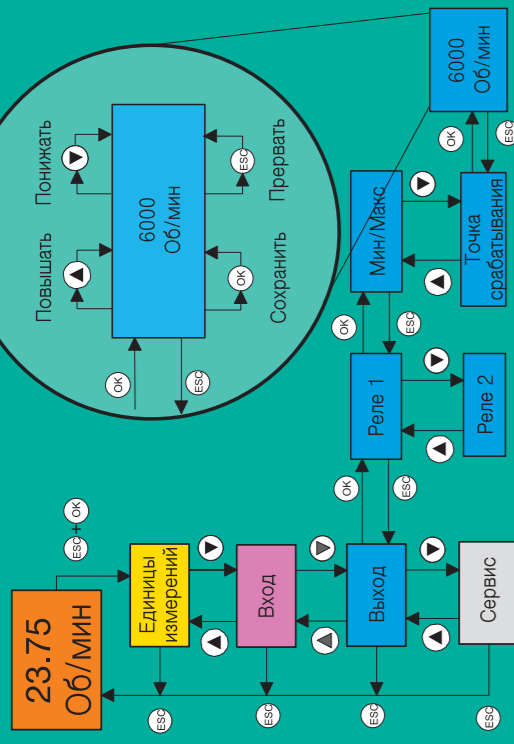 23.75
Об/мин
ESC + OK
Единицы
измерений
ESC
Вход
ESC
Выход
ESC
Сервис
ESC
OK
ESC
Реле 1
Реле 2
OK
ESC
Мин/Макс
Точка
срабатывания
OK
ESC
6000
Об/мин
OK
ESC
Повышать
Понижать
6000
Об/мин
OK
Сохранить
ESC
Прервать